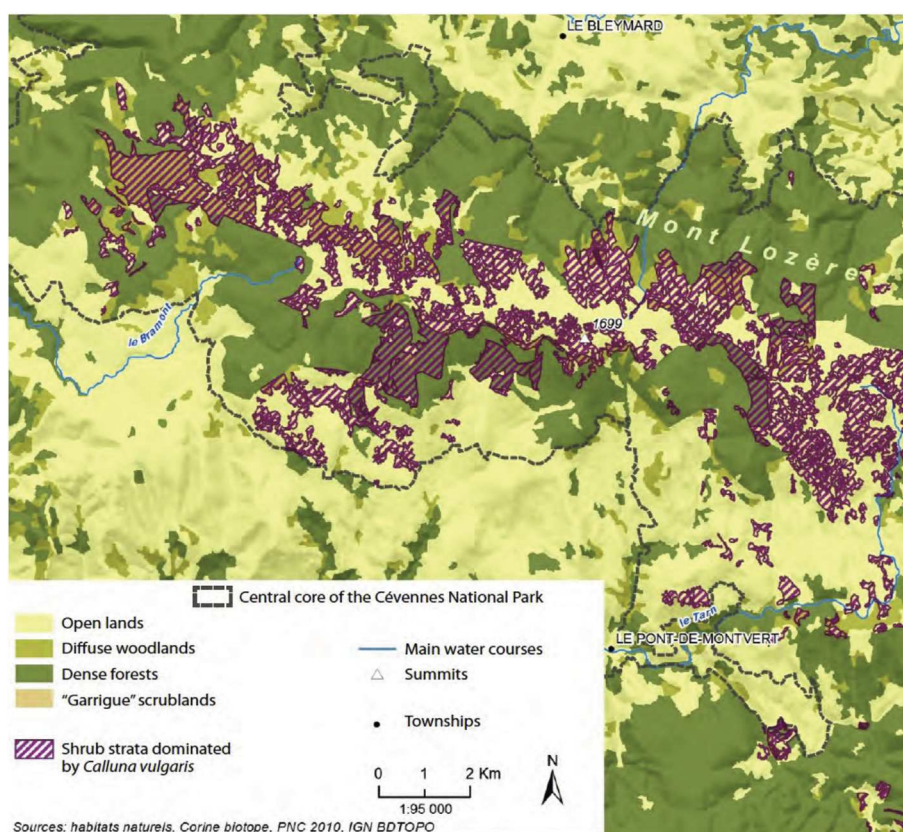 LE BLEYMARD
Mont Lozère
1699
le Bramont
le Tarn
LE PONT-DE-MONTVERT
Central core of the Cévennes National Park
Open lands
Diffuse woodlands
Dense forests
"Garrigue" scrublands
Shrub strata dominated
by Calluna vulgaris
Main water courses
Summits
Townships
N
0 1 2 Km
1:95 000
Sources: habitats naturels, Corine biotope, PNC 2010, IGN BDTOPO